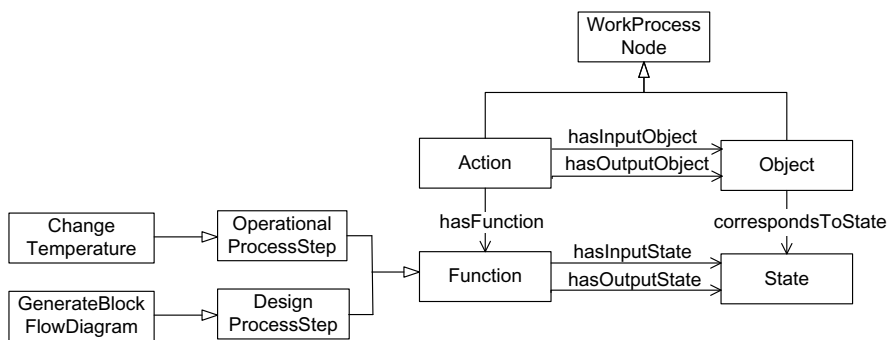 WorkProcess
Node
hasInputObject
Action
hasOutputObject
Object
hasFunction
correspondsToState
Change
Temperature
Operational
ProcessStep
hasInputState
Function
hasOutputState
State
GenerateBlock
FlowDiagram
Design
ProcessStep